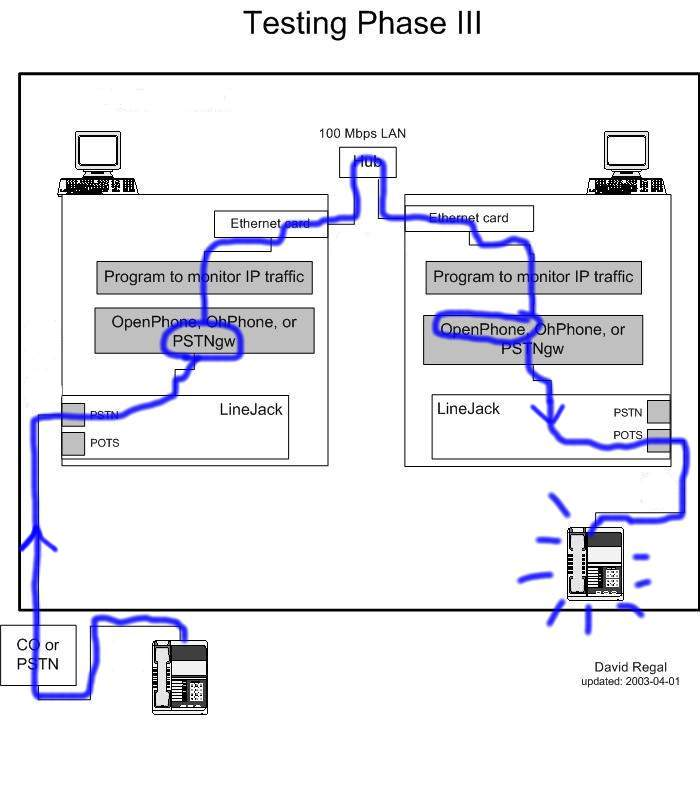 Testing Phase III
100 Mbps LAN
Hub
Ethernet card
Ethernet card
Program to monitor IP traffic
Program to monitor IP traffic
OpenPhone, OhPhone, or
PSTNgw
OpenPhone, OhPhone, or
PSTNgw
LineJack
PSTN
POTS
LineJack
PSTN
POTS
CO or
PSTN
David Regal
updated: 2003-04-01